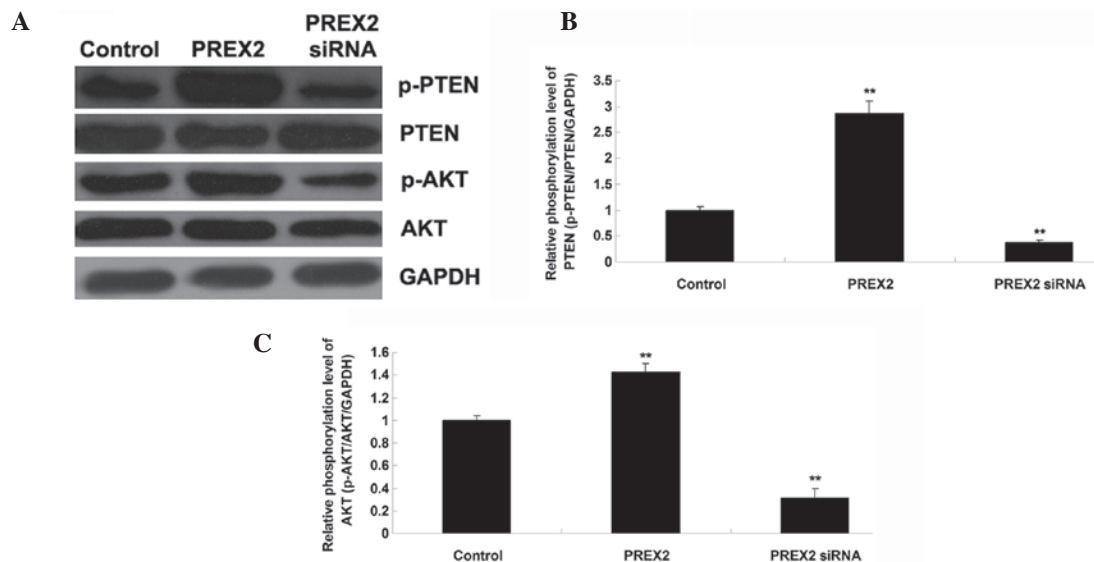 A
Control
PREX2
PREX2
siRNA
p-PTEN
PTEN
p-AKT
AKT
GAPDH
B
Relative phosphorylation level of
PTEN (p-PTEN/PTEN/GAPDH)
3.5
3
2.5
2
1.5
1
0.5
0
**
**
Control
PREX2
PREX2 siRNA
C
Relative phosphorylation level of
AKT (p-AKT/AKT/GAPDH)
1.6
1.4
1.2
1
0.8
0.6
0.4
0.2
0
**
**
Control
PREX2
PREX2 siRNA